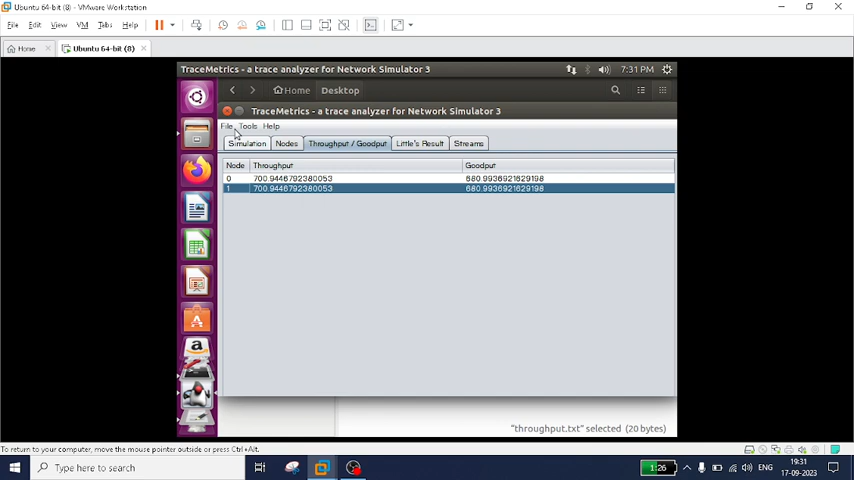 Ubuntu 64-bit (8) - VMware Workstation
File Edit View VM Tabs Help
Home Ubuntu 64-bit (8)
TraceMetrics - a trace analyzer for Network Simulator 3 7:31 PM
Home Desktop
TraceMetrics - a trace analyzer for Network Simulator 3
File Tools Help
Simulation Nodes Throughput / Goodput Little's Result Streams
Node Throughput Goodput
0 700.9446792380053 680.9936921629198
1 700.9446792380053 680.9936921629198
"throughput.txt" selected (20 bytes)
To return to your computer, move the mouse pointer outside or press Ctrl+Alt.
Type here to search
1:26
ENG
19:31
17-09-2023